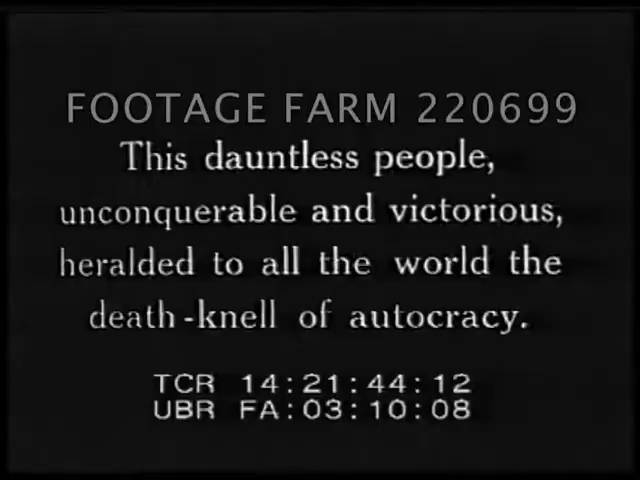 FOOTAGE FARM 220699
This dauntless people,
unconquerable and victorious,
heralded to all the world the
death-knell of autocracy.
TCR 14:21:44:12
UBR FA:03:10:08